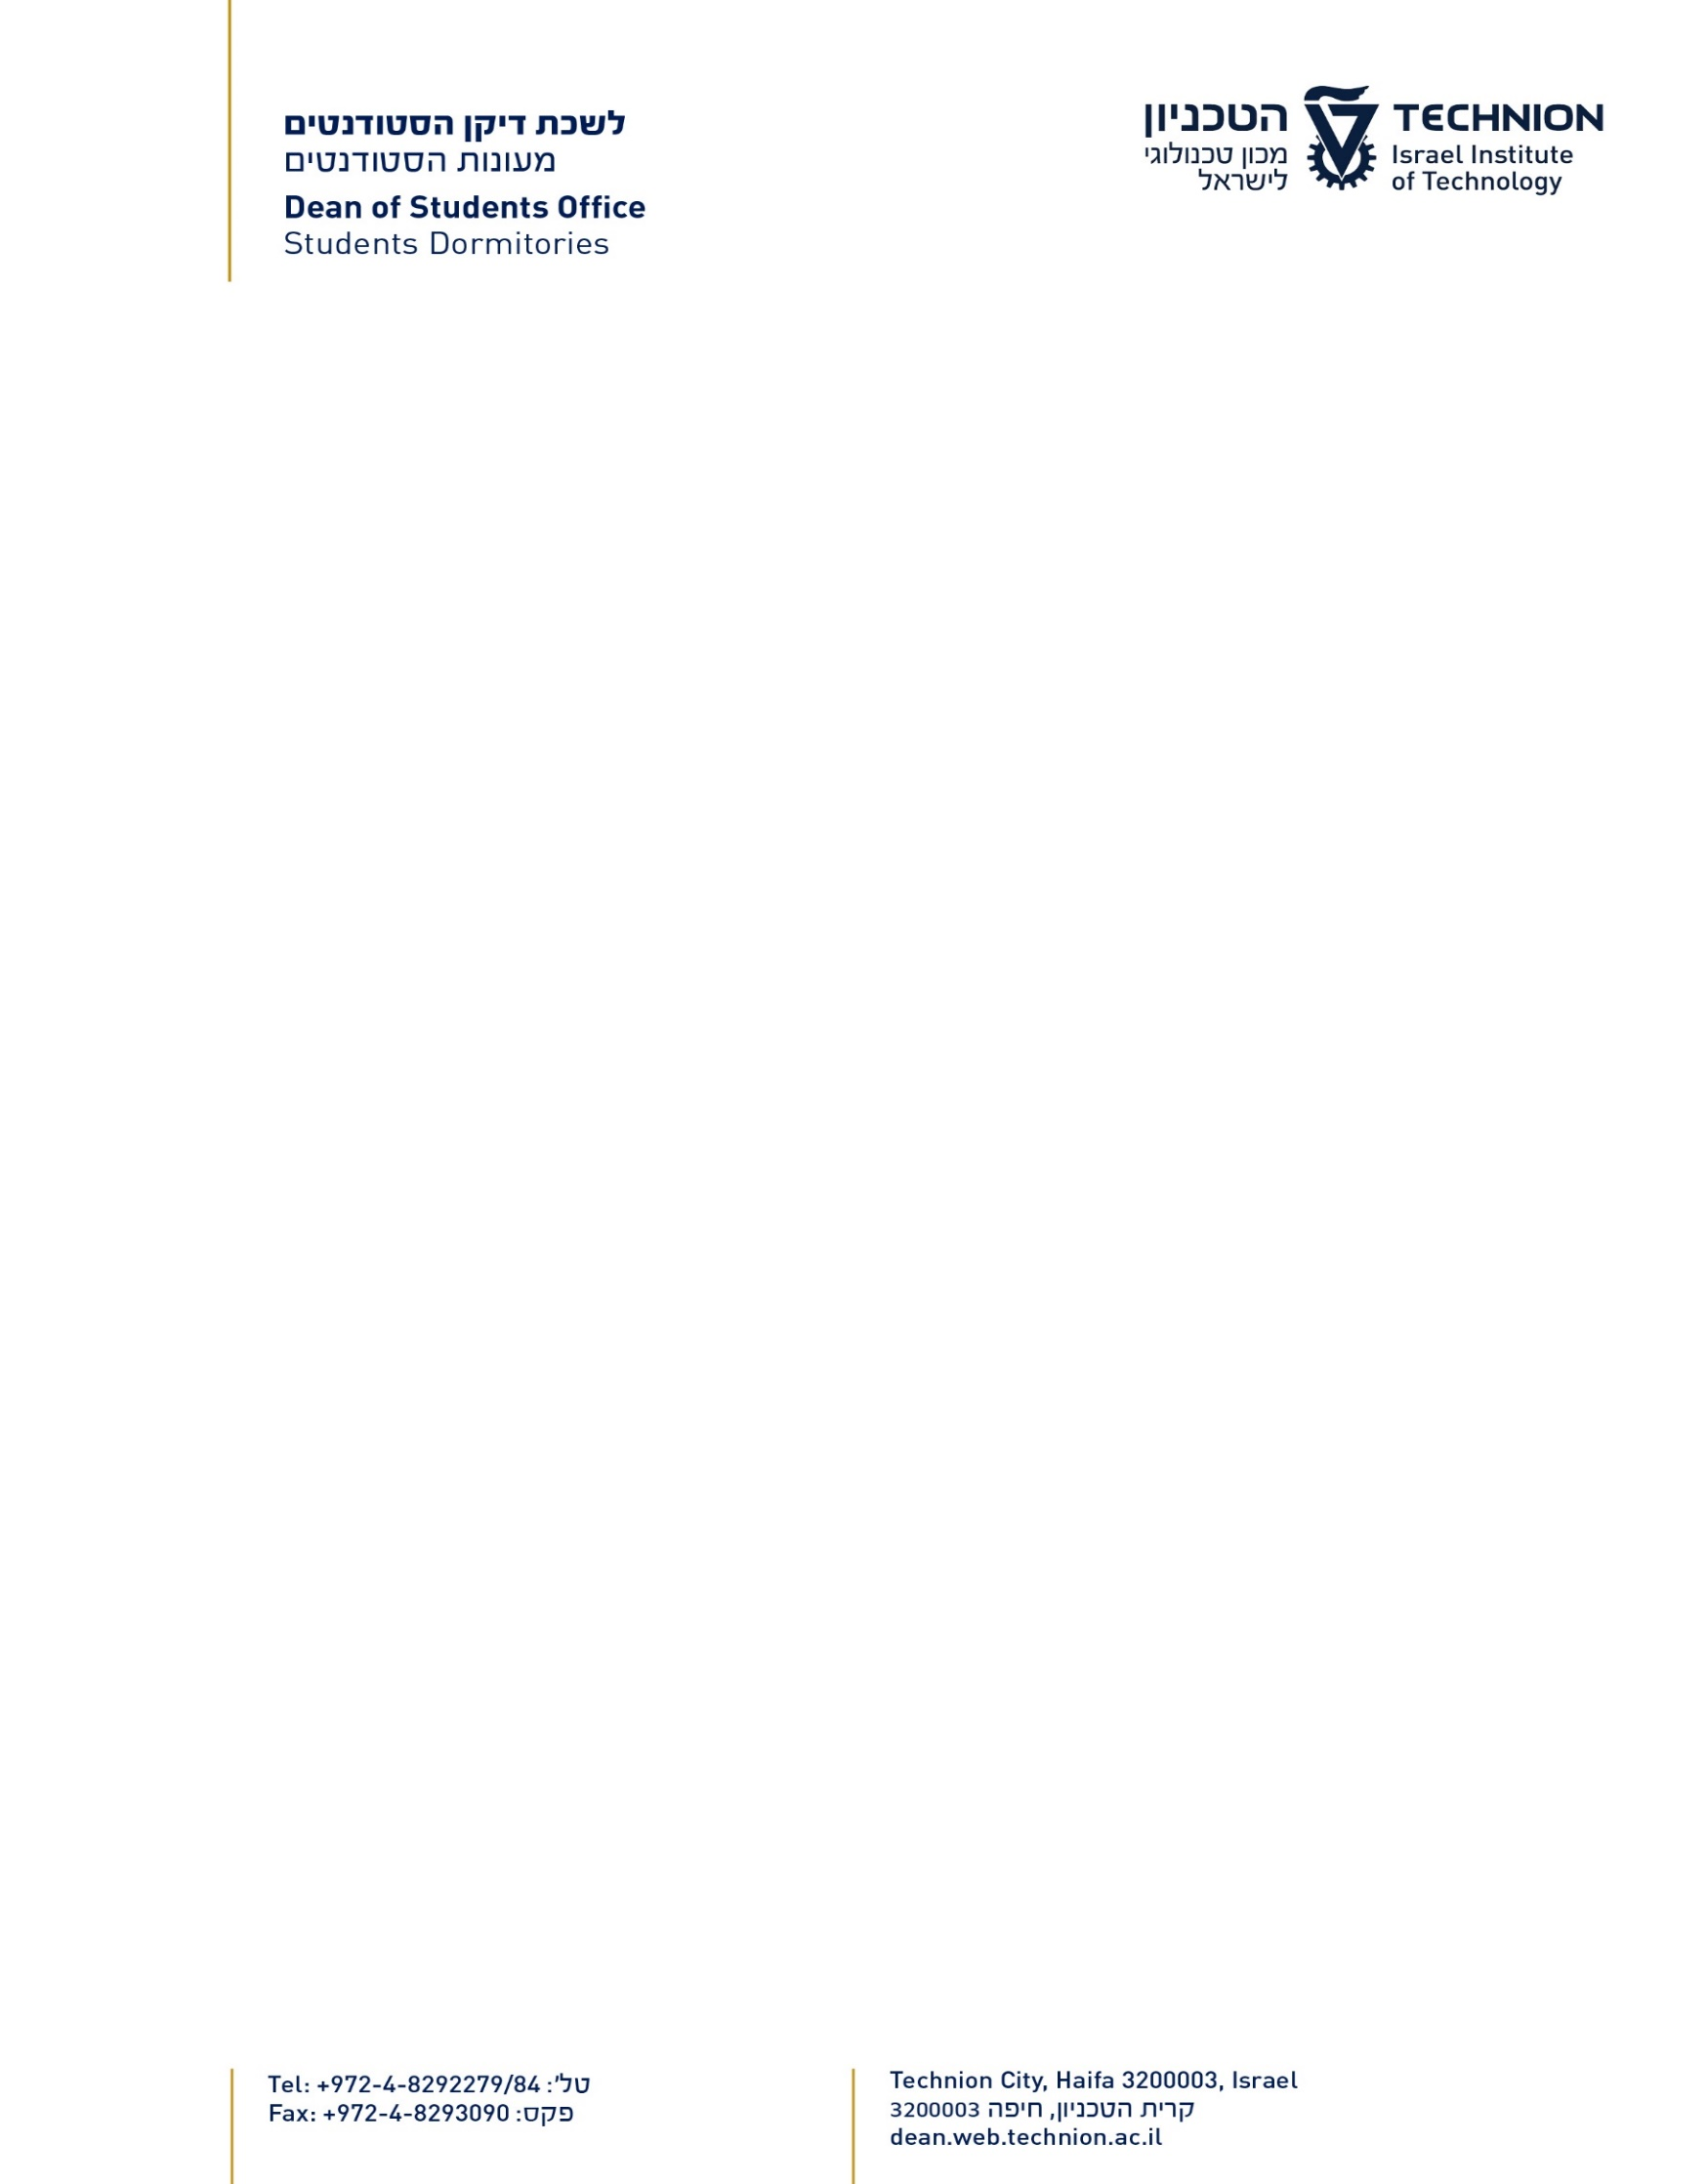 לשכת דיקן הסטודנטים
מעונות הסטודנטים
Dean of Students Office
Students Dormitories
הטכניון
מכון טכנולוגי
לישראל
TECHNION
Israel Institute
of Technology
Tel: +972-4-8292279/84 :'טל
Fax: +972-4-8293090 :פקס
Technion City, Haifa 3200003, Israel
קרית הטכניון, חיפה 3200003
dean.web.technion.ac.il